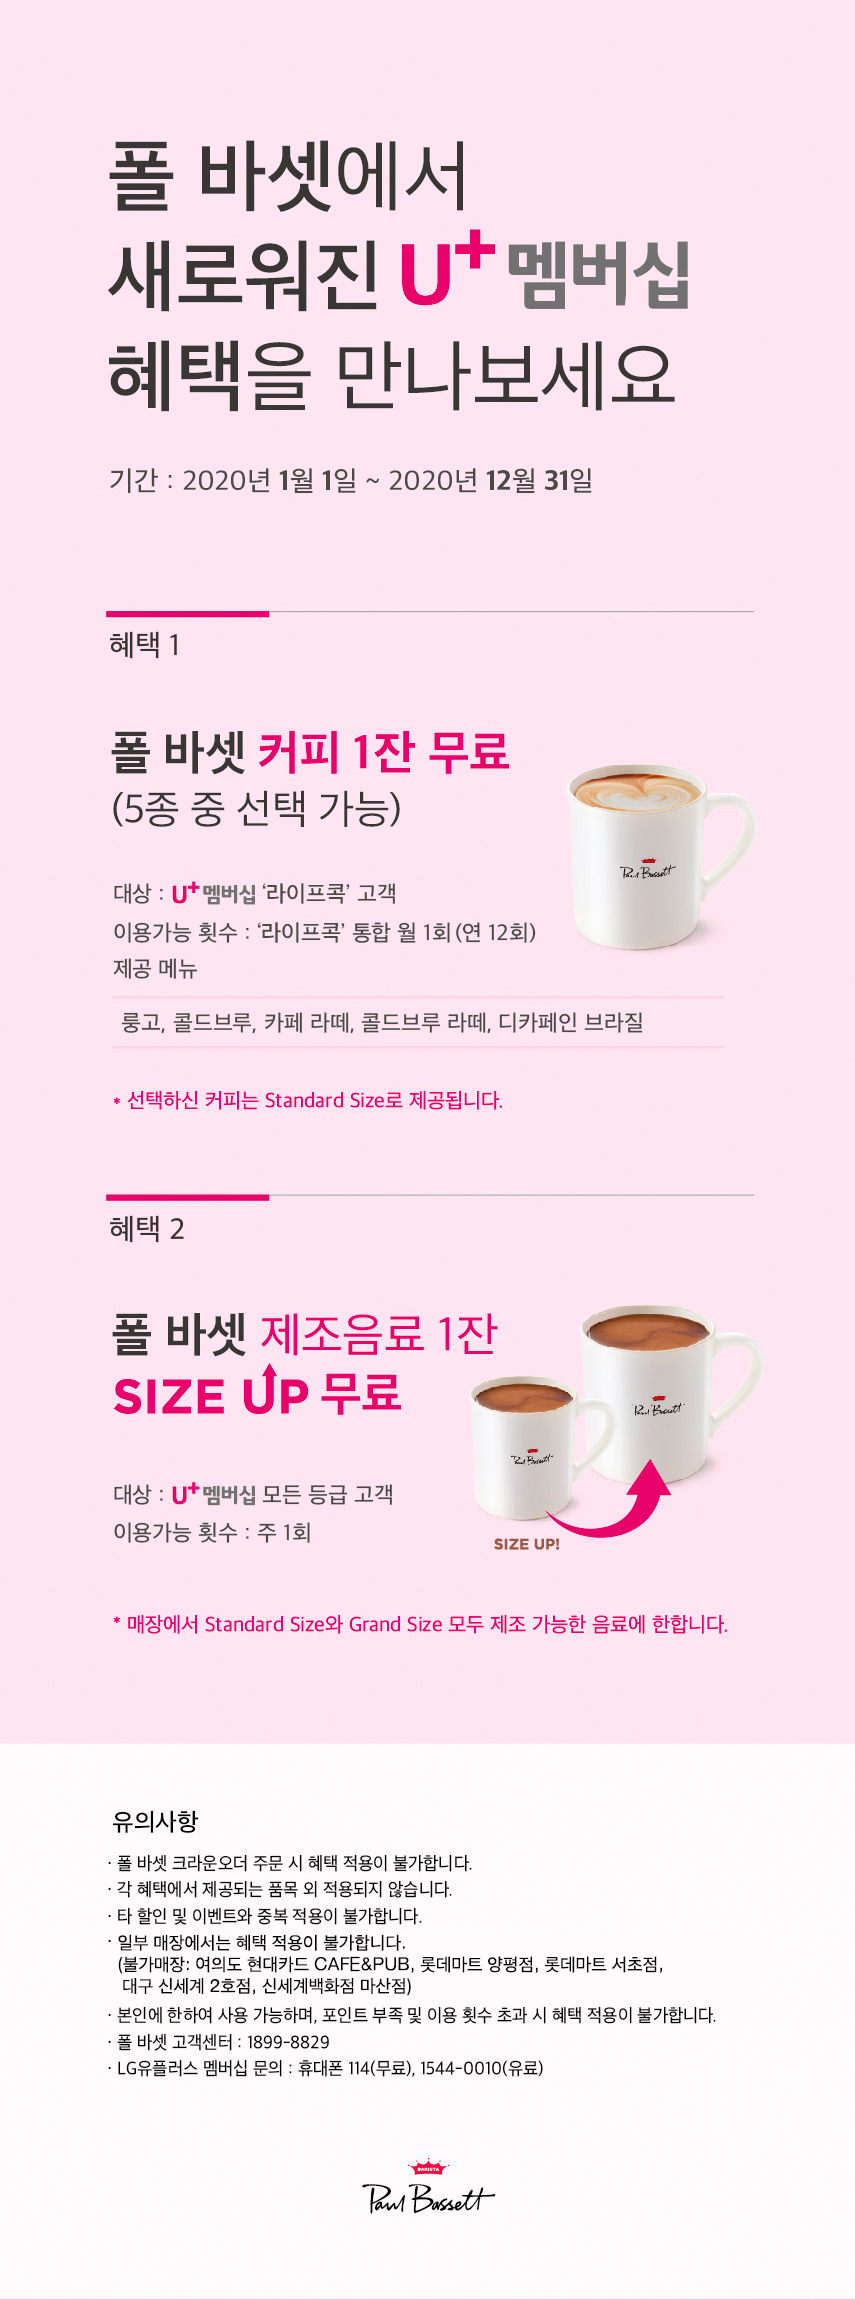 폴 바셋에서
새로워진 U+ 멤버십
혜택을 만나보세요
기간 : 2020년 1월 1일 ~ 2020년 12월 31일
혜택 1
폴 바셋 커피 1잔 무료
(5종 중 선택 가능)
대상 : U+멤버십 ‘라이프콕’ 고객
이용가능 횟수 : ‘라이프콕’ 통합 월 1회 (연 12회)
제공 메뉴
룽고, 콜드브루, 카페 라떼, 콜드브루 라떼, 디카페인 브라질
* 선택하신 커피는 Standard Size로 제공됩니다.
Paul Bassett
혜택 2
폴 바셋 제조음료 1잔
SIZE UP 무료
대상 : U+멤버십 모든 등급 고객
이용가능 횟수 : 주 1회
Paul Bassett
Paul Bassett
SIZE UP!
* 매장에서 Standard Size와 Grand Size 모두 제조 가능한 음료에 한합니다.
유의사항
· 폴 바셋 크라운오더 주문 시 혜택 적용이 불가합니다.
· 각 혜택에서 제공되는 품목 외 적용되지 않습니다.
· 타 할인 및 이벤트와 중복 적용이 불가합니다.
· 일부 매장에서는 혜택 적용이 불가합니다.
(불가매장: 여의도 현대카드 CAFE&PUB, 롯데마트 양평점, 롯데마트 서초점,
대구 신세계 2호점, 신세계백화점 마산점)
· 본인에 한하여 사용 가능하며, 포인트 부족 및 이용 횟수 초과 시 혜택 적용이 불가합니다.
· 폴 바셋 고객센터 : 1899-8829
· LG유플러스 멤버십 문의 : 휴대폰 114(무료), 1544-0010(유료)
BARISTA
Paul Bassett